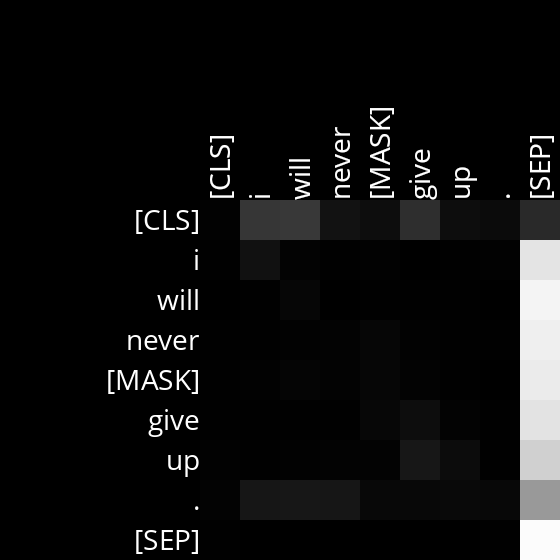 [CLS] i will never [MASK] give up . [SEP]
[CLS]
i
will
never
[MASK]
give
up
.
[SEP]